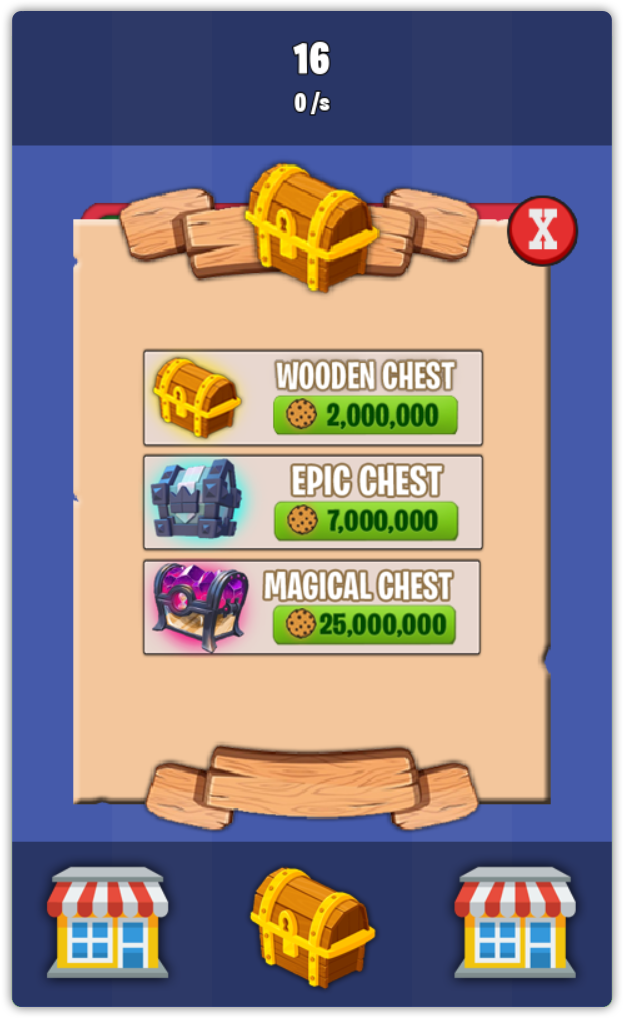 16
0 /s
X
WOODEN CHEST
2,000,000
EPIC CHEST
7,000,000
MAGICAL CHEST
25,000,000